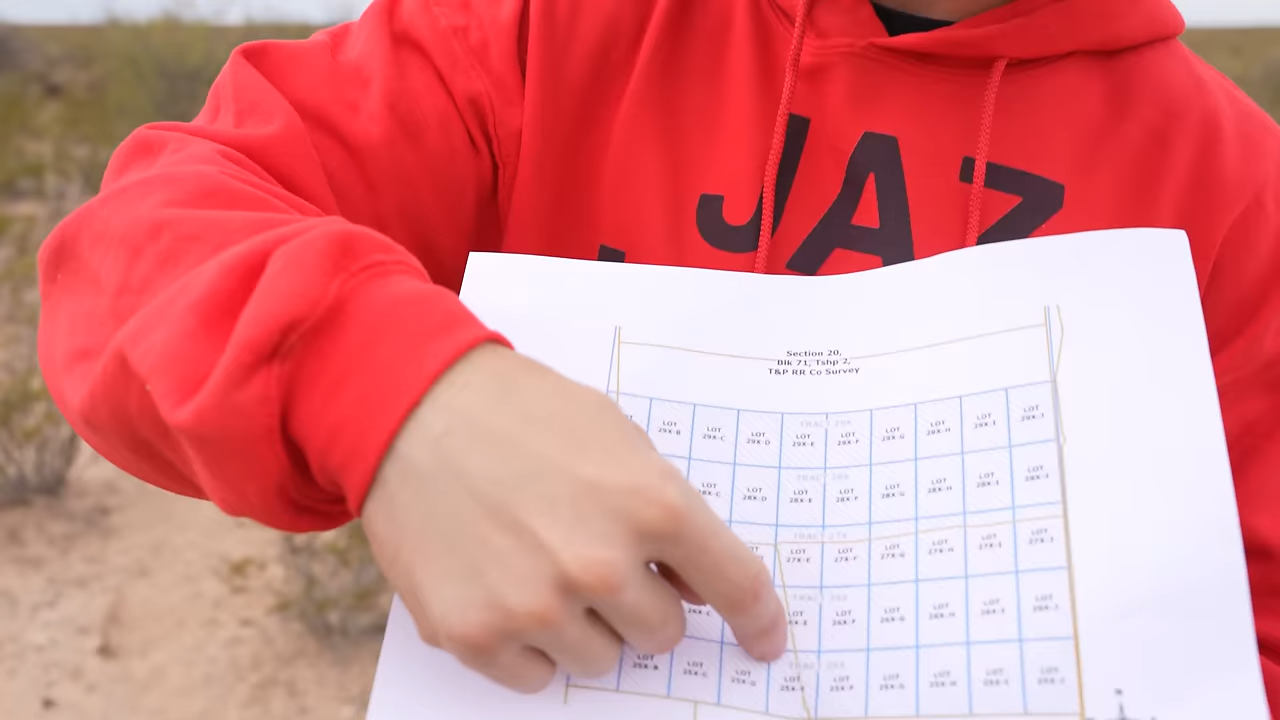 JAZ
Section 20,
Blk 71, Tshp 2,
T&P RR Co Survey
LOT LOT LOT LOT LOT LOT LOT LOT LOT
29X-B 29X-C 29X-D 29X-E 29X-F 29X-G 29X-H 29X-I 29X-J
LOT LOT LOT LOT LOT LOT LOT
28X-C 28X-D 28X-E 28X-F 28X-G 28X-H 28X-I 28X-J
LOT LOT LOT LOT LOT LOT
27X-E 27X-F 27X-G 27X-H 27X-I 27X-J
LOT LOT LOT LOT LOT LOT
26X-C 26X-F 26X-G 26X-H 26X-I 26X-J
LOT LOT LOT LOT LOT LOT LOT LOT LOT
25X-B 25X-C 25X-D 25X-E 25X-F 25X-G 25X-H